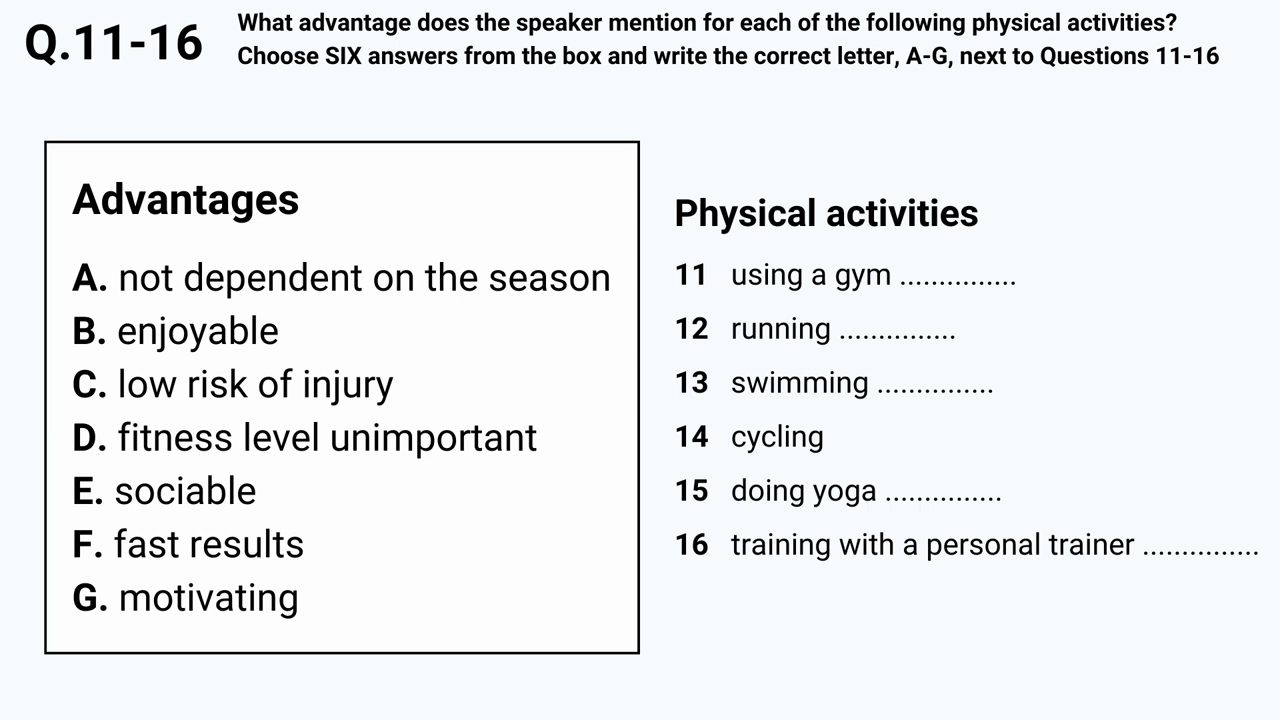 Q.11-16
What advantage does the speaker mention for each of the following physical activities?
Choose SIX answers from the box and write the correct letter, A-G, next to Questions 11-16
Advantages
A. not dependent on the season
B. enjoyable
C. low risk of injury
D. fitness level unimportant
E. sociable
F. fast results
G. motivating
Physical activities
11 using a gym ...............
12 running ...............
13 swimming ...............
14 cycling
15 doing yoga ...............
16 training with a personal trainer ...............